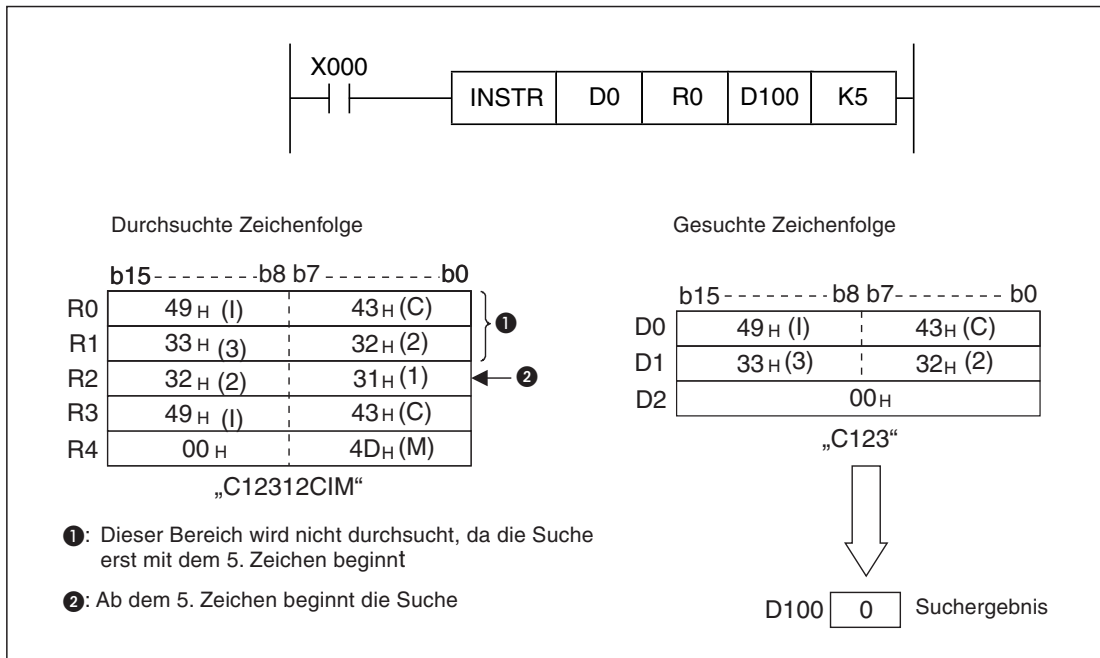 X000
INSTR D0 R0 D100 K5
Durchsuchte Zeichenfolge
b15 - - - - - - - b8 b7 - - - - - - - - b0
R0 49H (I) 43H (C)
R1 33H (3) 32H (2)
R2 32H (2) 31H (1)
R3 49H (I) 43H (C)
R4 00H 4DH (M)
„C12312CIM“
❶
❷
❶: Dieser Bereich wird nicht durchsucht, da die Suche
erst mit dem 5. Zeichen beginnt
❷: Ab dem 5. Zeichen beginnt die Suche
Gesuchte Zeichenfolge
b15 - - - - - - - b8 b7 - - - - - - - - b0
D0 49H (I) 43H (C)
D1 33H (3) 32H (2)
D2 00H
„C123“
D100 0 Suchergebnis